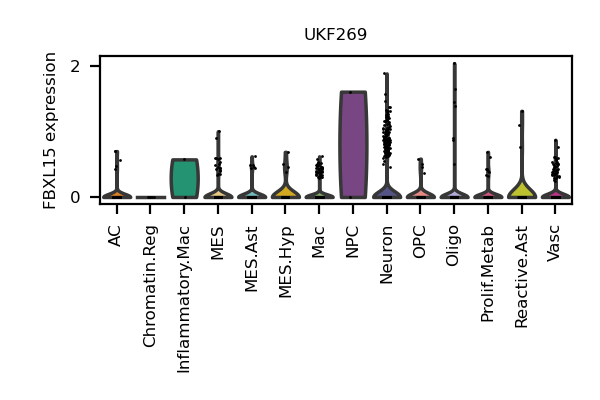 UKF269
FBXL15 expression
2
0
AC
Chromatin.Reg
Inflammatory.Mac
MES
MES.Ast
MES.Hyp
Mac
NPC
Neuron
OPC
Oligo
Prolif.Metab
Reactive.Ast
Vasc